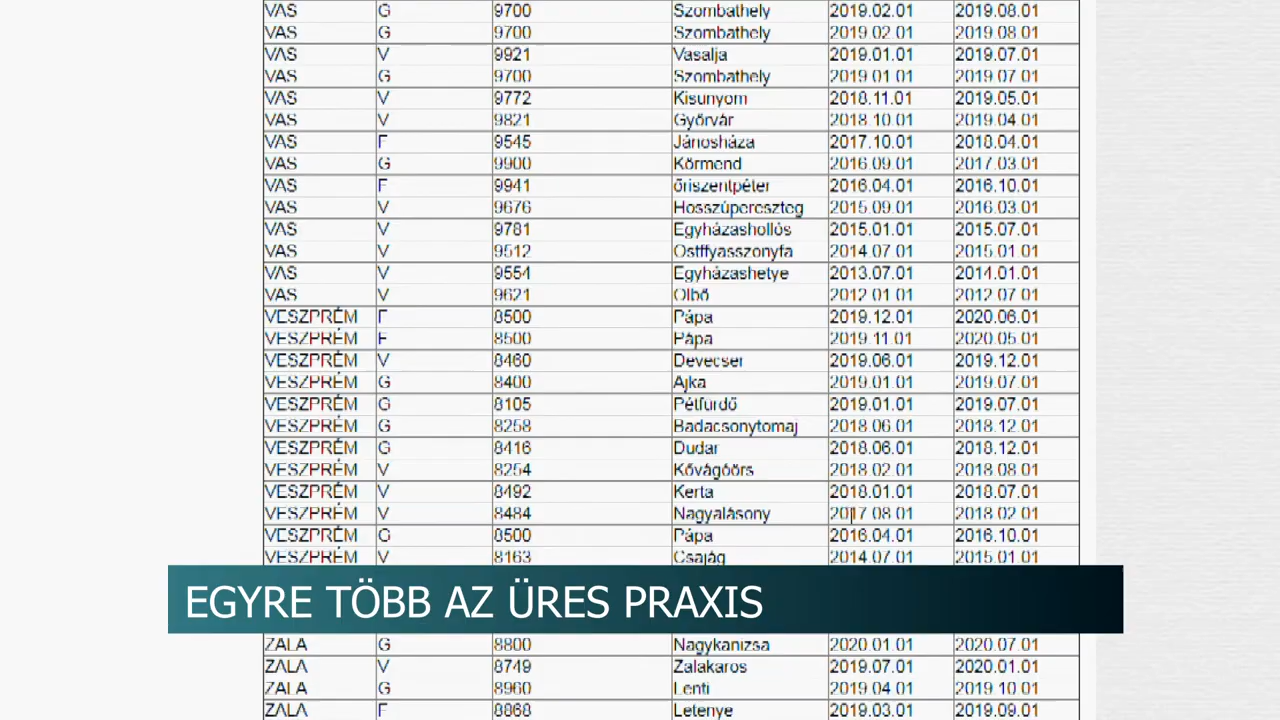 VAS G 9700 Szombathely 2019.02.01 2019.08.01
VAS G 9700 Szombathely 2019.02.01 2019.08.01
VAS V 9921 Vasalja 2019.01.01 2019.07.01
VAS G 9700 Szombathely 2019.01.01 2019.07.01
VAS V 9772 Kisunyom 2018.11.01 2019.05.01
VAS V 9821 Győrvár 2018.10.01 2019.04.01
VAS F 9545 Jánosháza 2017.10.01 2018.04.01
VAS G 9900 Körmend 2016.09.01 2017.03.01
VAS F 9941 őriszentpéter 2016.04.01 2016.10.01
VAS V 9676 Hosszúpereszteg 2015.09.01 2016.03.01
VAS V 9781 Egyházashollós 2015.01.01 2015.07.01
VAS V 9512 Ostffyasszonyfa 2014.07.01 2015.01.01
VAS V 9554 Egyházashetye 2013.07.01 2014.01.01
VAS V 9621 Ölbő 2012.01.01 2012.07.01
VESZPRÉM F 8500 Pápa 2019.12.01 2020.06.01
VESZPRÉM F 8500 Pápa 2019.11.01 2020.05.01
VESZPRÉM V 8460 Devecser 2019.06.01 2019.12.01
VESZPRÉM G 8400 Ajka 2019.01.01 2019.07.01
VESZPRÉM G 8105 Pétfürdő 2019.01.01 2019.07.01
VESZPRÉM G 8258 Badacsonytomaj 2018.06.01 2018.12.01
VESZPRÉM G 8416 Dudar 2018.06.01 2018.12.01
VESZPRÉM V 8254 Kővágóörs 2018.02.01 2018.08.01
VESZPRÉM V 8492 Kerta 2018.01.01 2018.07.01
VESZPRÉM V 8484 Nagyalásony 2017.08.01 2018.02.01
VESZPRÉM G 8500 Pápa 2016.04.01 2016.10.01
VESZPRÉM V 8163 Csajág 2014.07.01 2015.01.01
EGYRE TÖBB AZ ÜRES PRAXIS
ZALA G 8800 Nagykanizsa 2020.01.01 2020.07.01
ZALA V 8749 Zalakaros 2019.07.01 2020.01.01
ZALA G 8960 Lenti 2019.04.01 2019.10.01
ZALA F 8868 Letenye 2019.03.01 2019.09.01